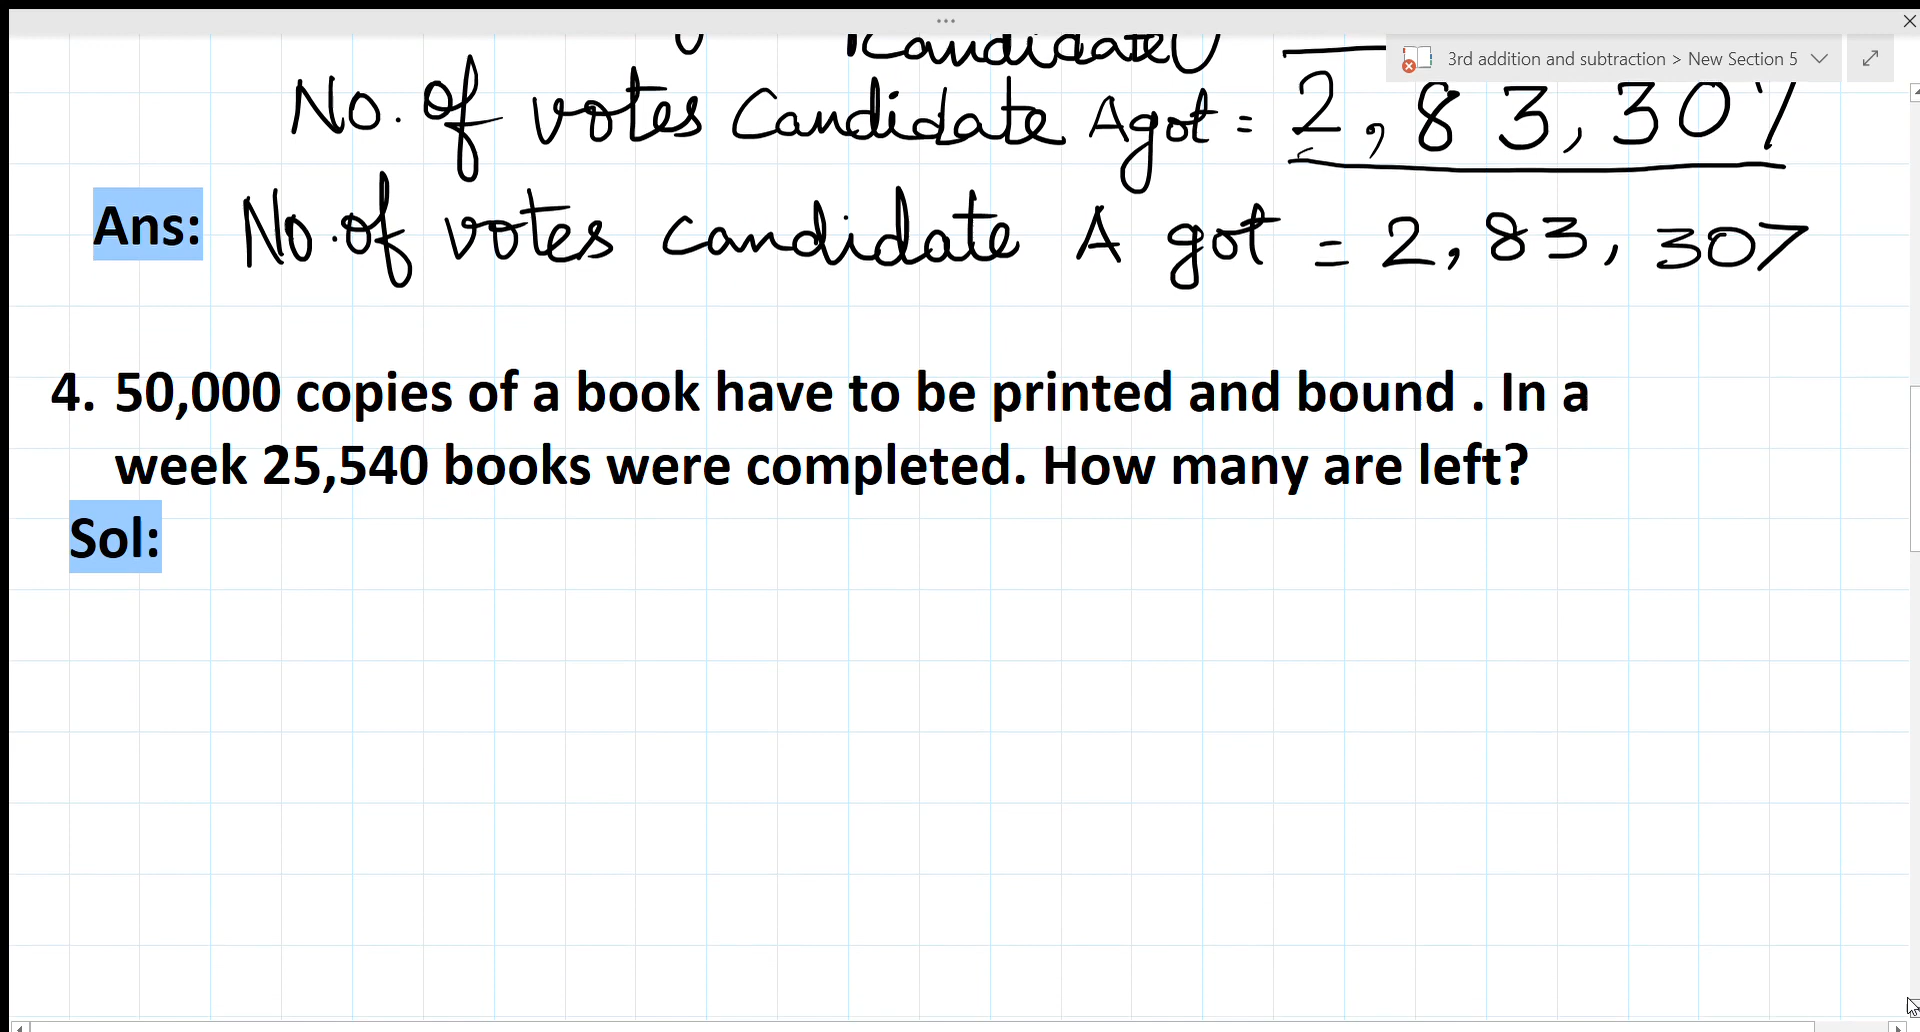 Candidate
3rd addition and subtraction > New Section 5
No. of votes Candidate A got = 2,83,307
Ans: No. of votes candidate A got = 2,83,307
4. 50,000 copies of a book have to be printed and bound . In a
week 25,540 books were completed. How many are left?
Sol: